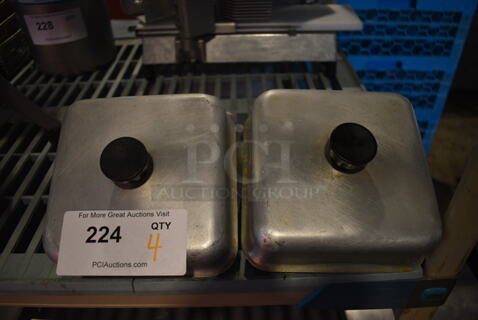 228
PCI
AUCTION GROUP
For More Great Auctions Visit
224
QTY
4
PCIAuctions.com